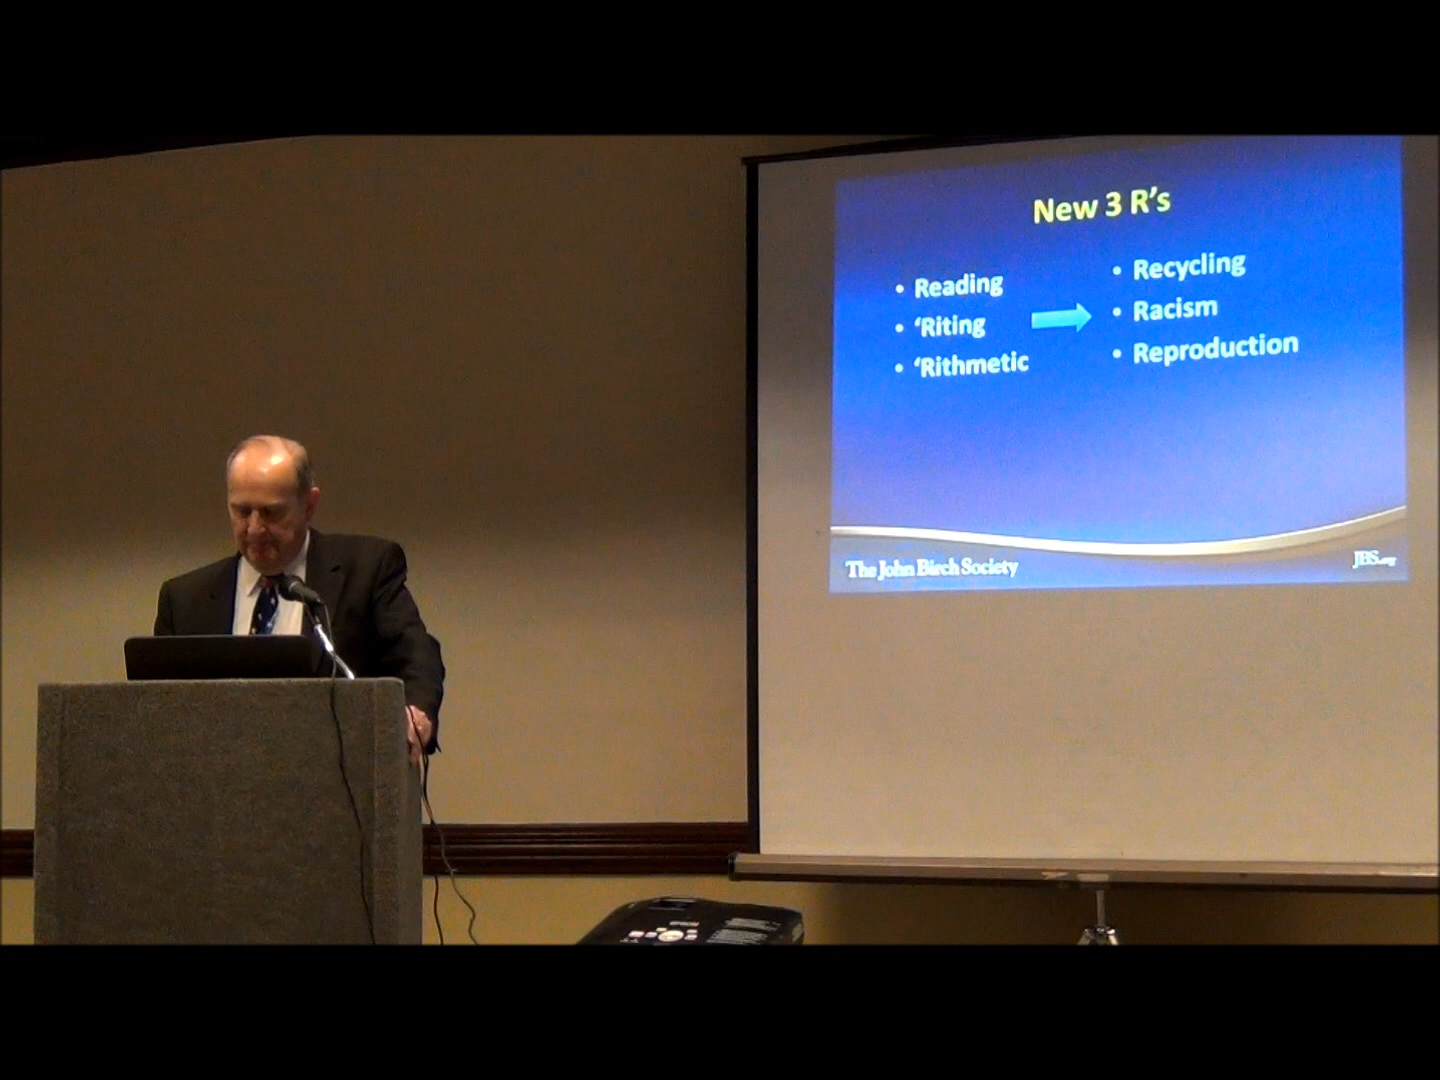 New 3 R's
• Reading
• ‘Riting
• ‘Rithmetic
• Recycling
• Racism
• Reproduction
The John Birch Society
JBS.org